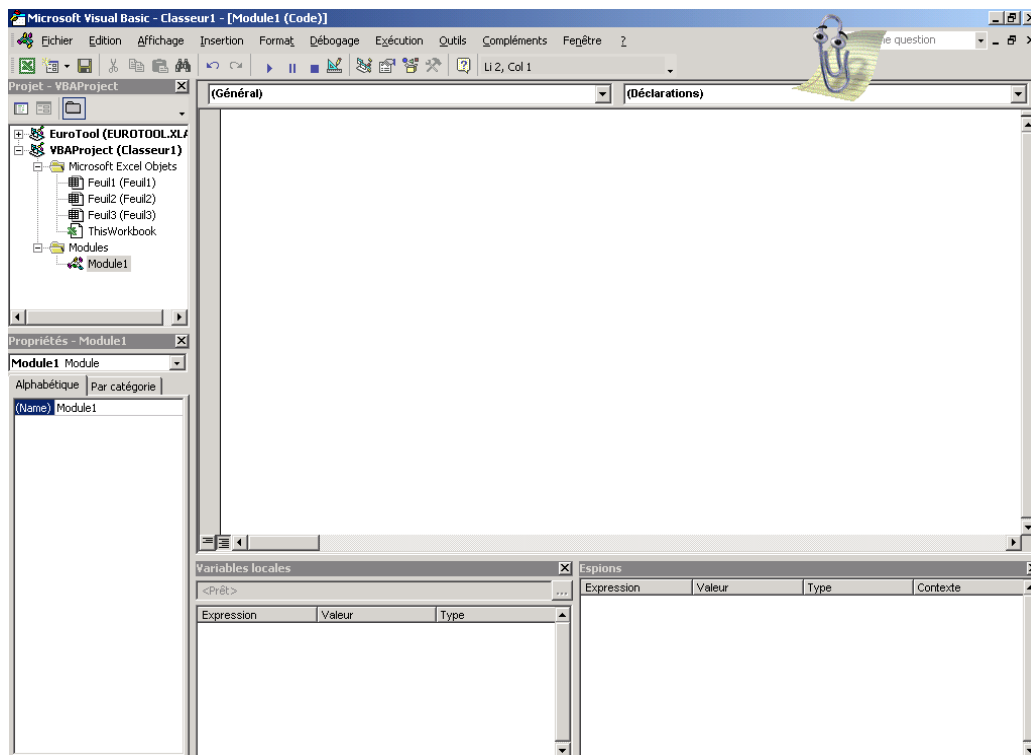 Microsoft Visual Basic - Classeur1 - [Module1 (Code)]
Fichier Edition Affichage Insertion Format Débogage Exécution Outils Compléments Fenêtre ? question
Li 2, Col 1
Projet - VBAProject
(Général) (Déclarations)
EuroTool (EUROTOOL.XLA
VBAProject (Classeur1)
Microsoft Excel Objets
Feuil1 (Feuil1)
Feuil2 (Feuil2)
Feuil3 (Feuil3)
ThisWorkbook
Modules
Module1
Propriétés - Module1
Module1 Module
Alphabétique Par catégorie
(Name) Module1
Variables locales
<Prêt> ...
Expression Valeur Type
Espions
Expression Valeur Type Contexte